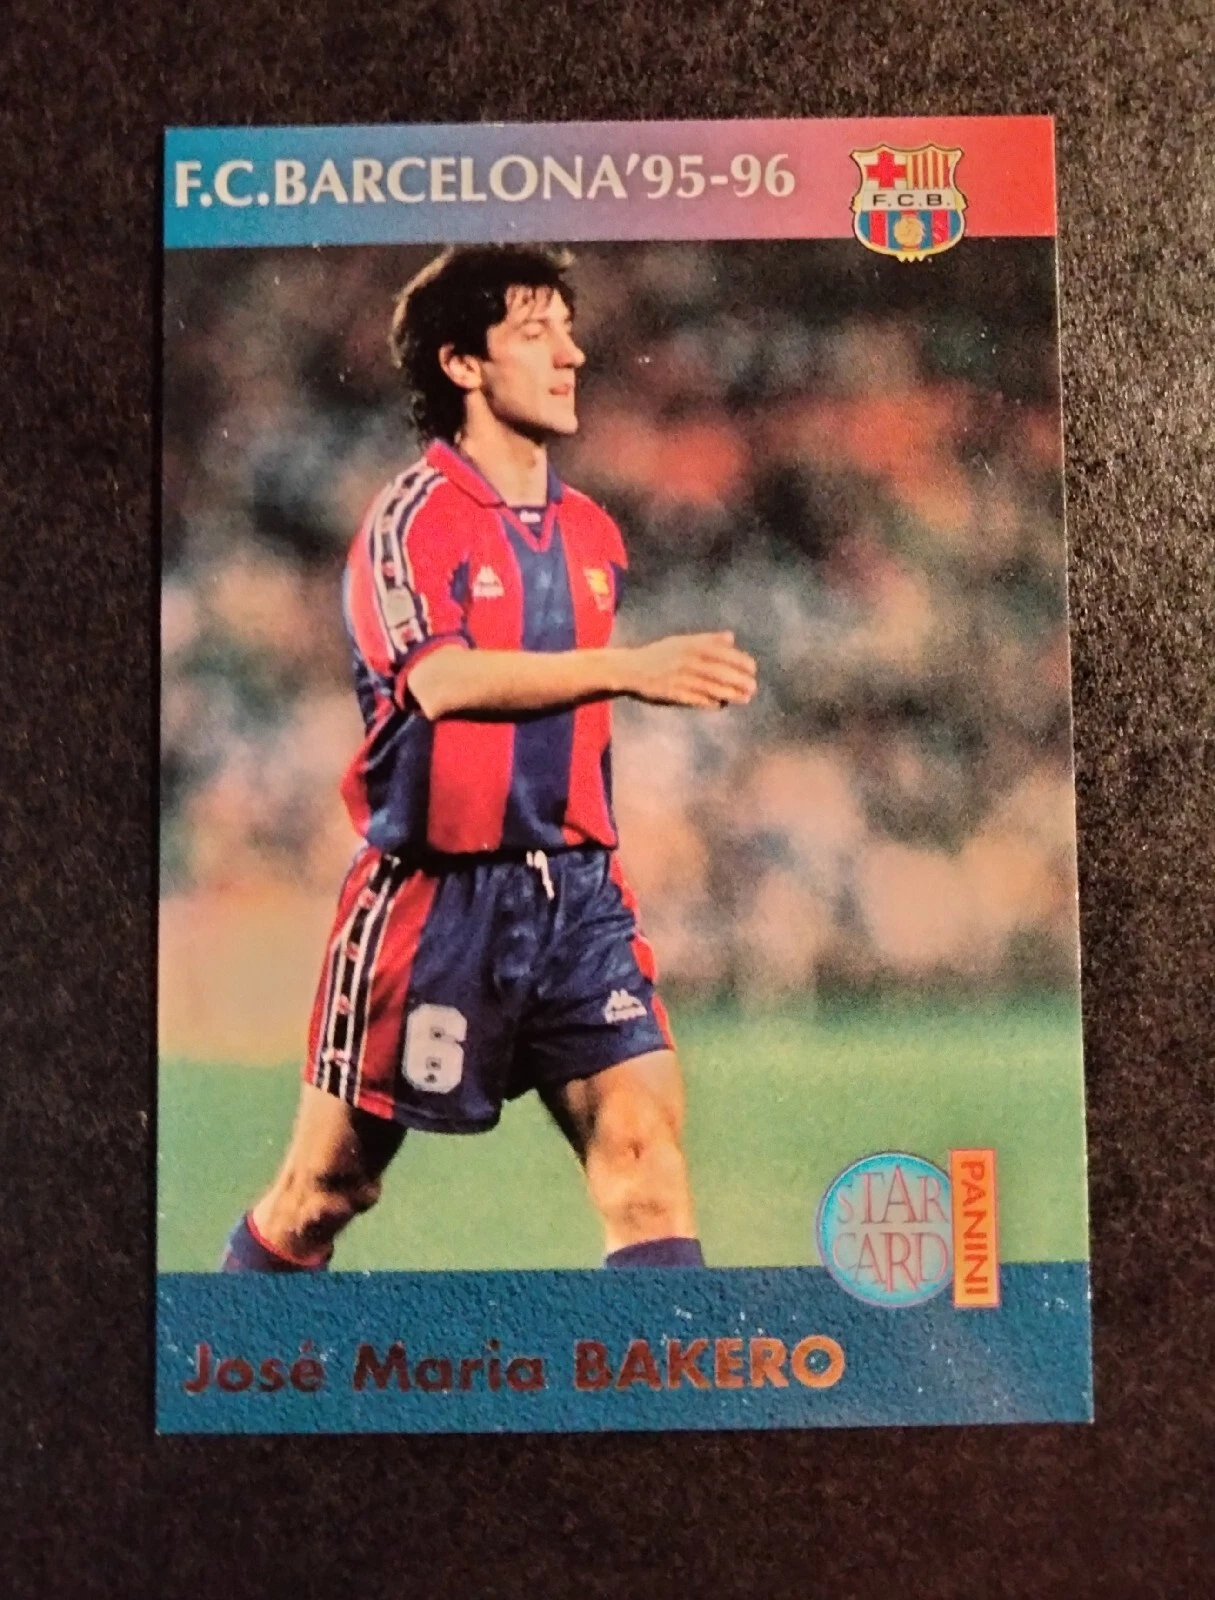 F.C.BARCELONA'95-96
F.C.B.
Kappa
6
Kappa
STAR
CARD
PANINI
José Maria BAKERO